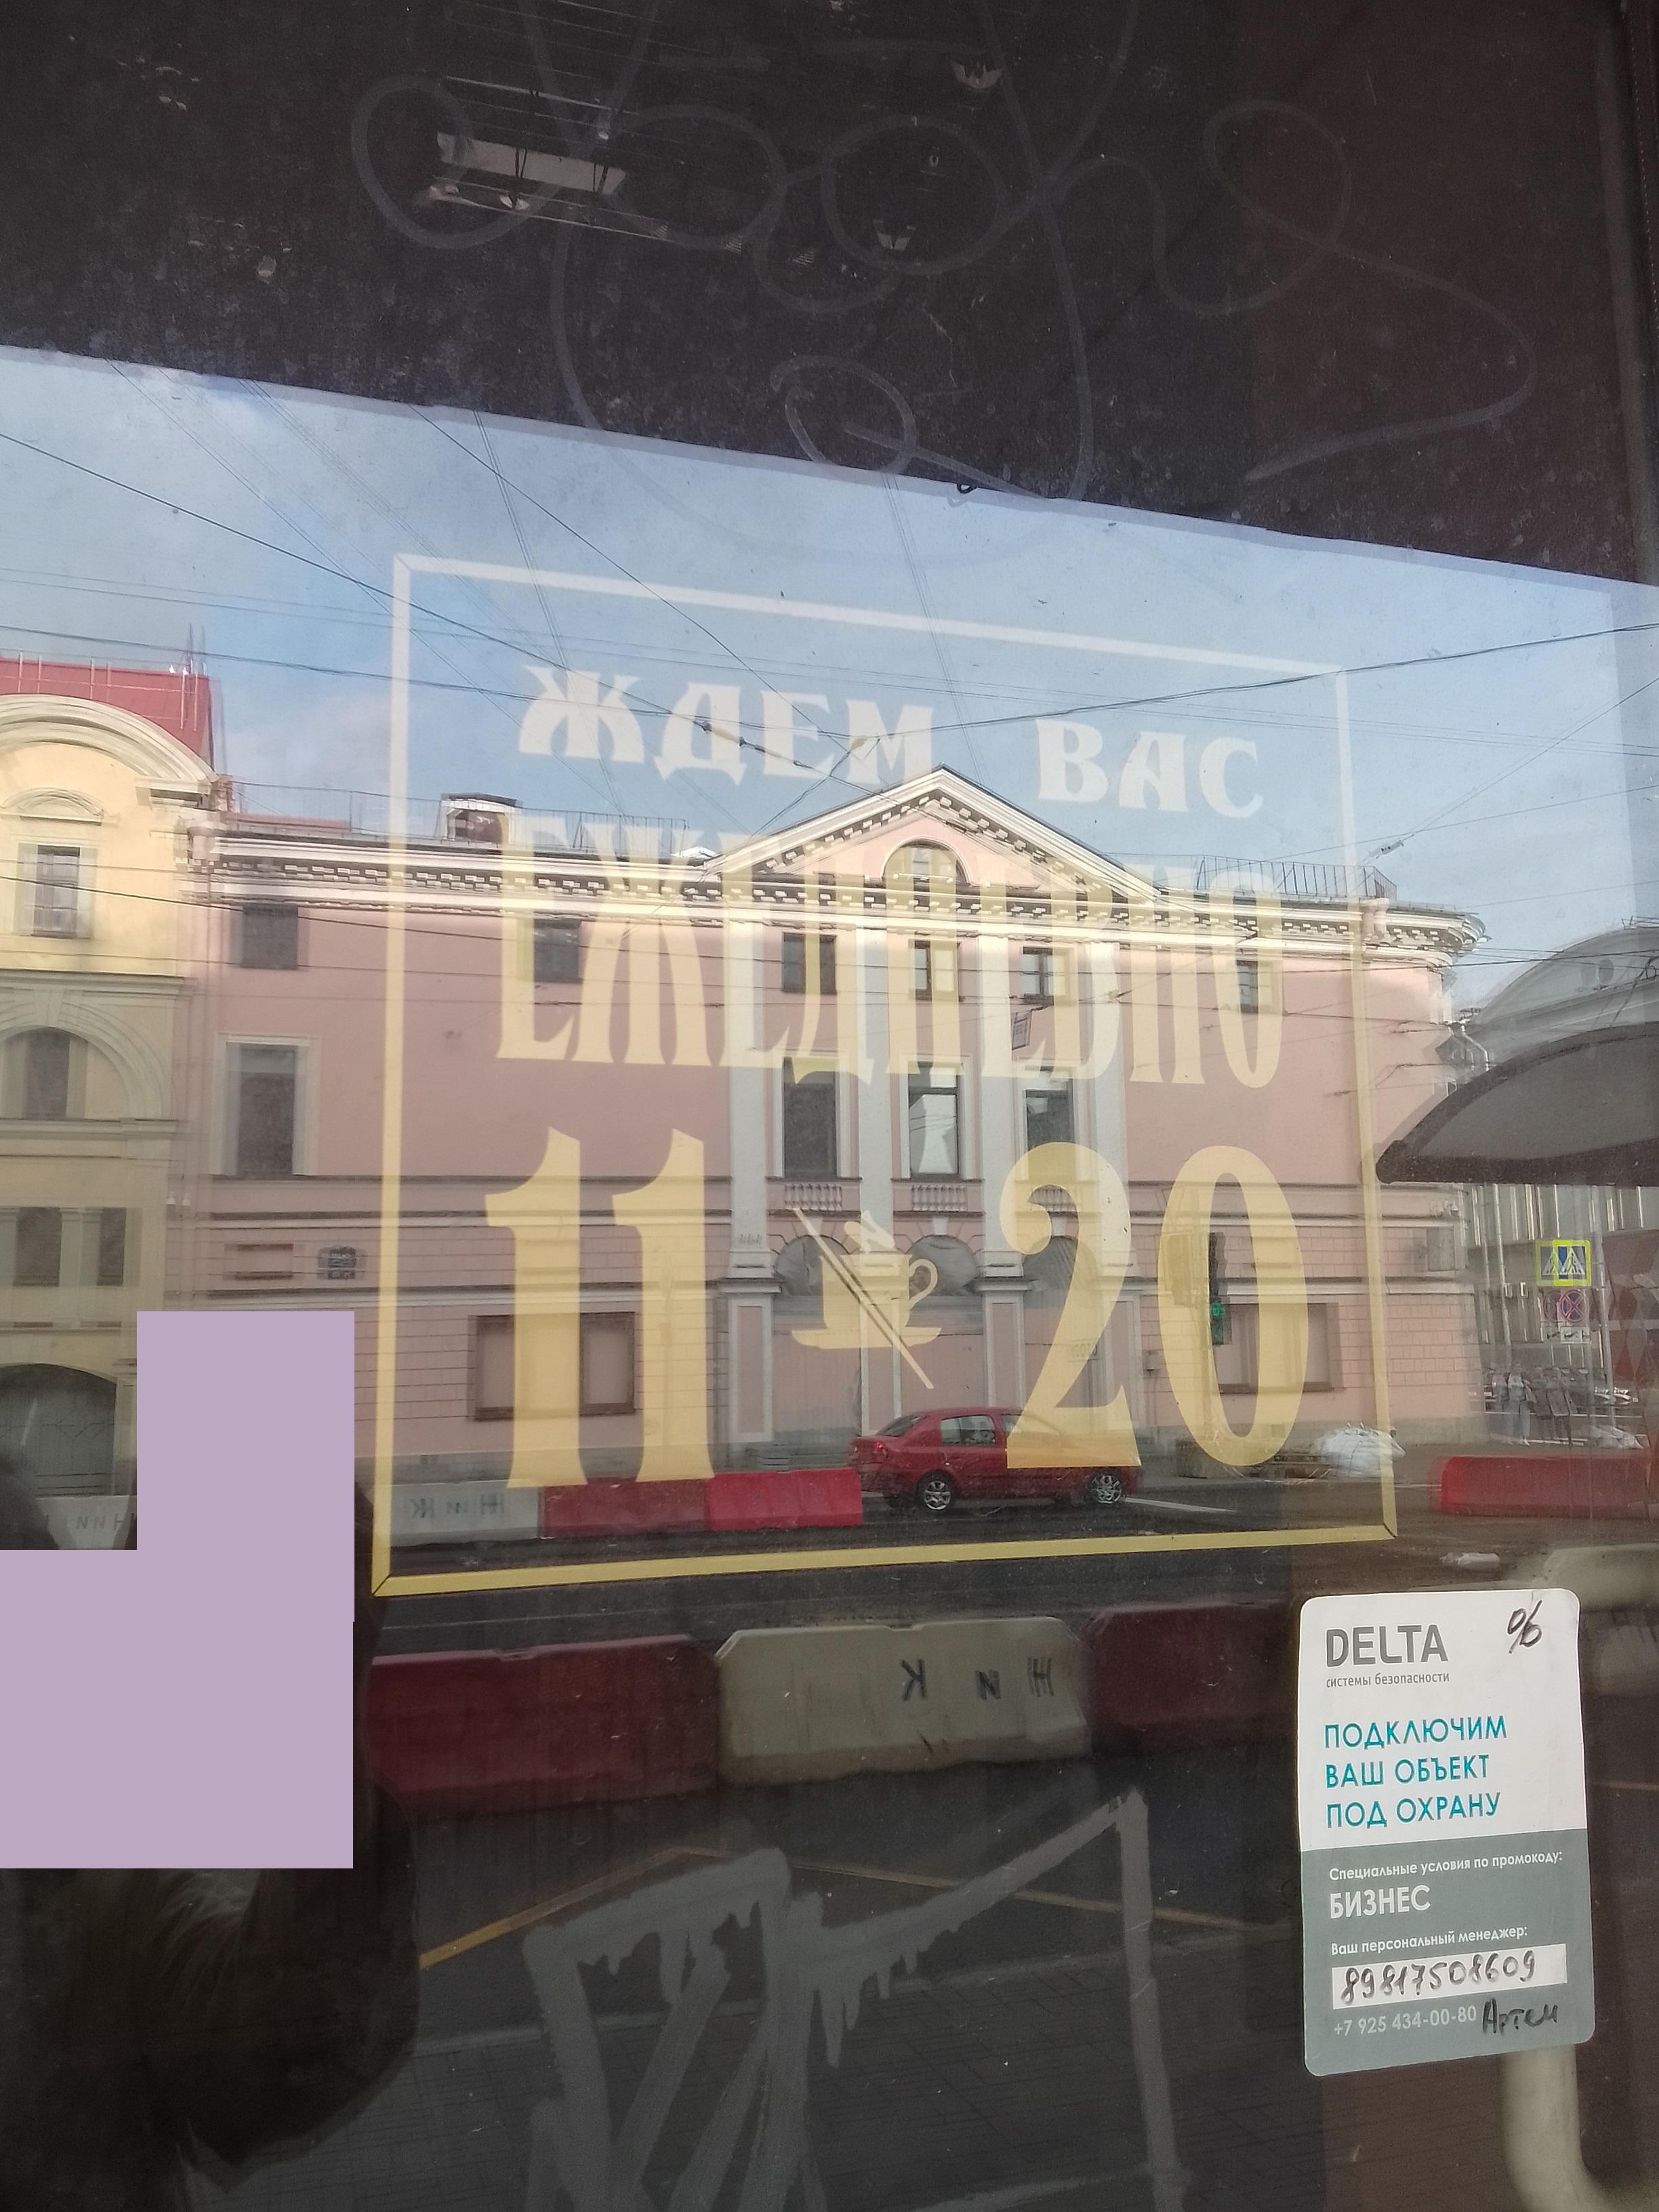 ЖДЕМ ВАС
ЕЖЕДНЕВНО
11 20
Ж И К
DELTA %
системы безопасности
ПОДКЛЮЧИМ
ВАШ ОБЪЕКТ
ПОД ОХРАНУ
Специальные условия по промокоду:
БИЗНЕС
Ваш персональный менеджер:
89817508609
+7 925 434-00-80 Артем